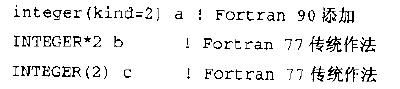 integer(kind=2) a ! Fortran 90 添加
INTEGER*2 b ! Fortran 77 传统作法
INTEGER(2) c ! Fortran 77 传统作法